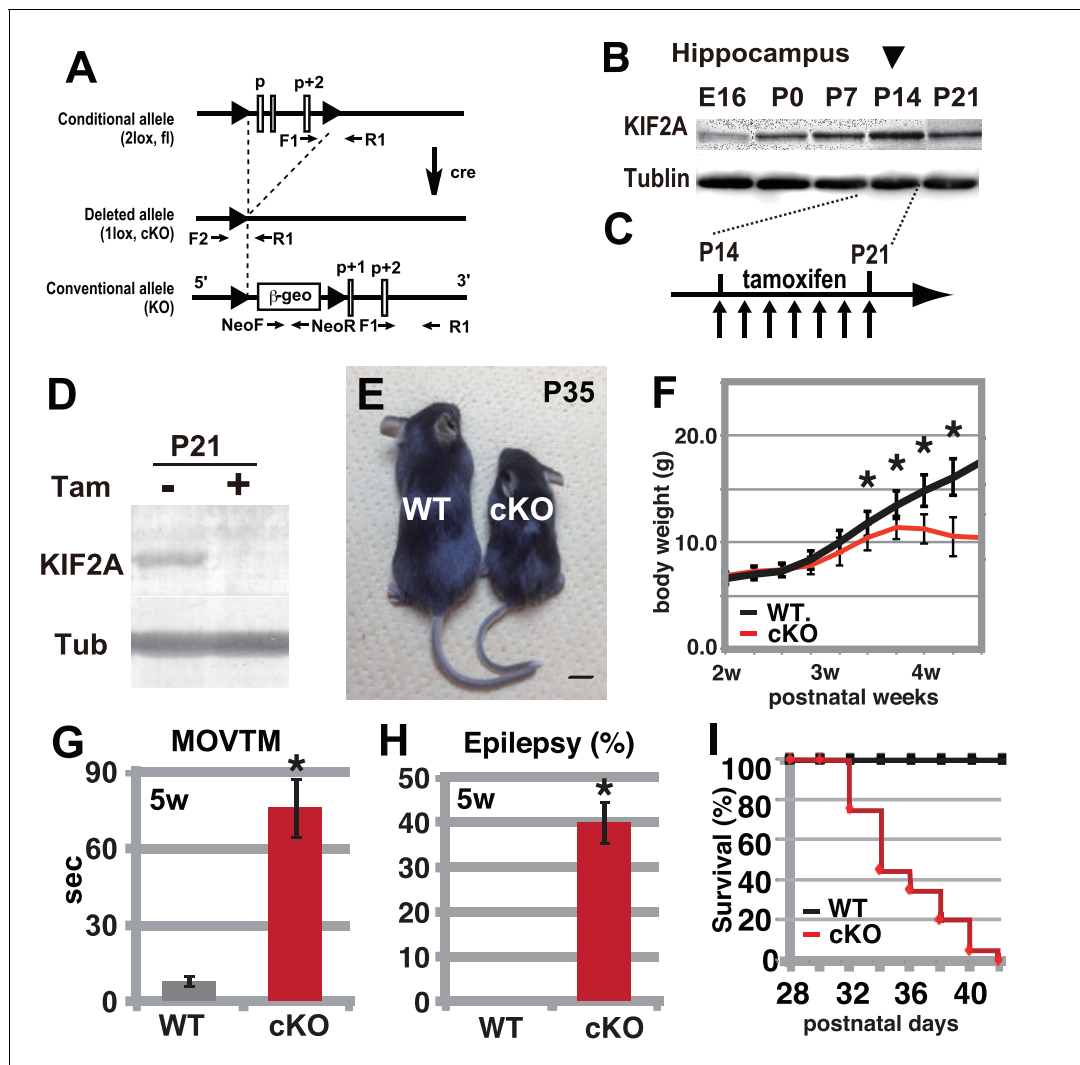 A
p
p+2
Conditional allele
(2lox, fl)
F1
R1
cre
Deleted allele
(1lox, cKO)
F2
R1
5'
p+1
p+2
3'
Conventional allele
(KO)
β-geo
NeoF
NeoR
F1
R1
B
Hippocampus
E16 P0 P7 P14 P21
KIF2A
Tublin
C
P14
P21
tamoxifen
D
P21
Tam - +
KIF2A
Tub
E
P35
WT
cKO
F
body weight (g)
20.0
*
*
*
*
10.0
0.0
WT.
cKO
2w 3w 4w
postnatal weeks
G
MOVTM
5w
*
sec
90
60
30
0
WT cKO
H
Epilepsy (%)
5w
*
50
40
30
20
10
0
WT cKO
I
Survival (%)
100
80
60
40
20
0
WT
cKO
28 32 36 40
postnatal days